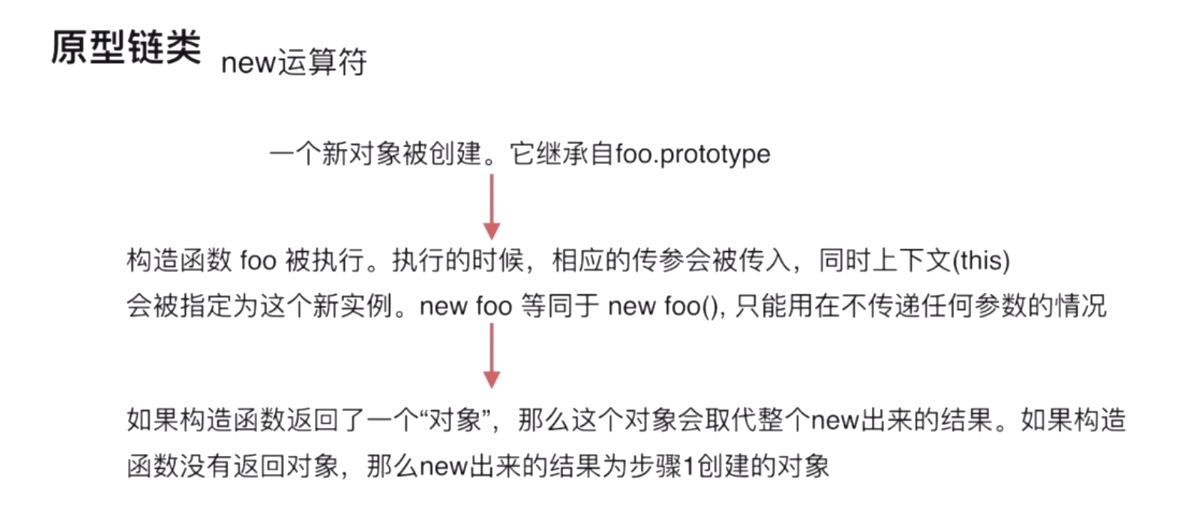 原型链类 new运算符
一个新对象被创建。它继承自foo.prototype
构造函数 foo 被执行。执行的时候，相应的传参会被传入，同时上下文(this)
会被指定为这个新实例。new foo 等同于 new foo(), 只能用在不传递任何参数的情况
如果构造函数返回了一个“对象”，那么这个对象会取代整个new出来的结果。如果构造
函数没有返回对象，那么new出来的结果为步骤1创建的对象